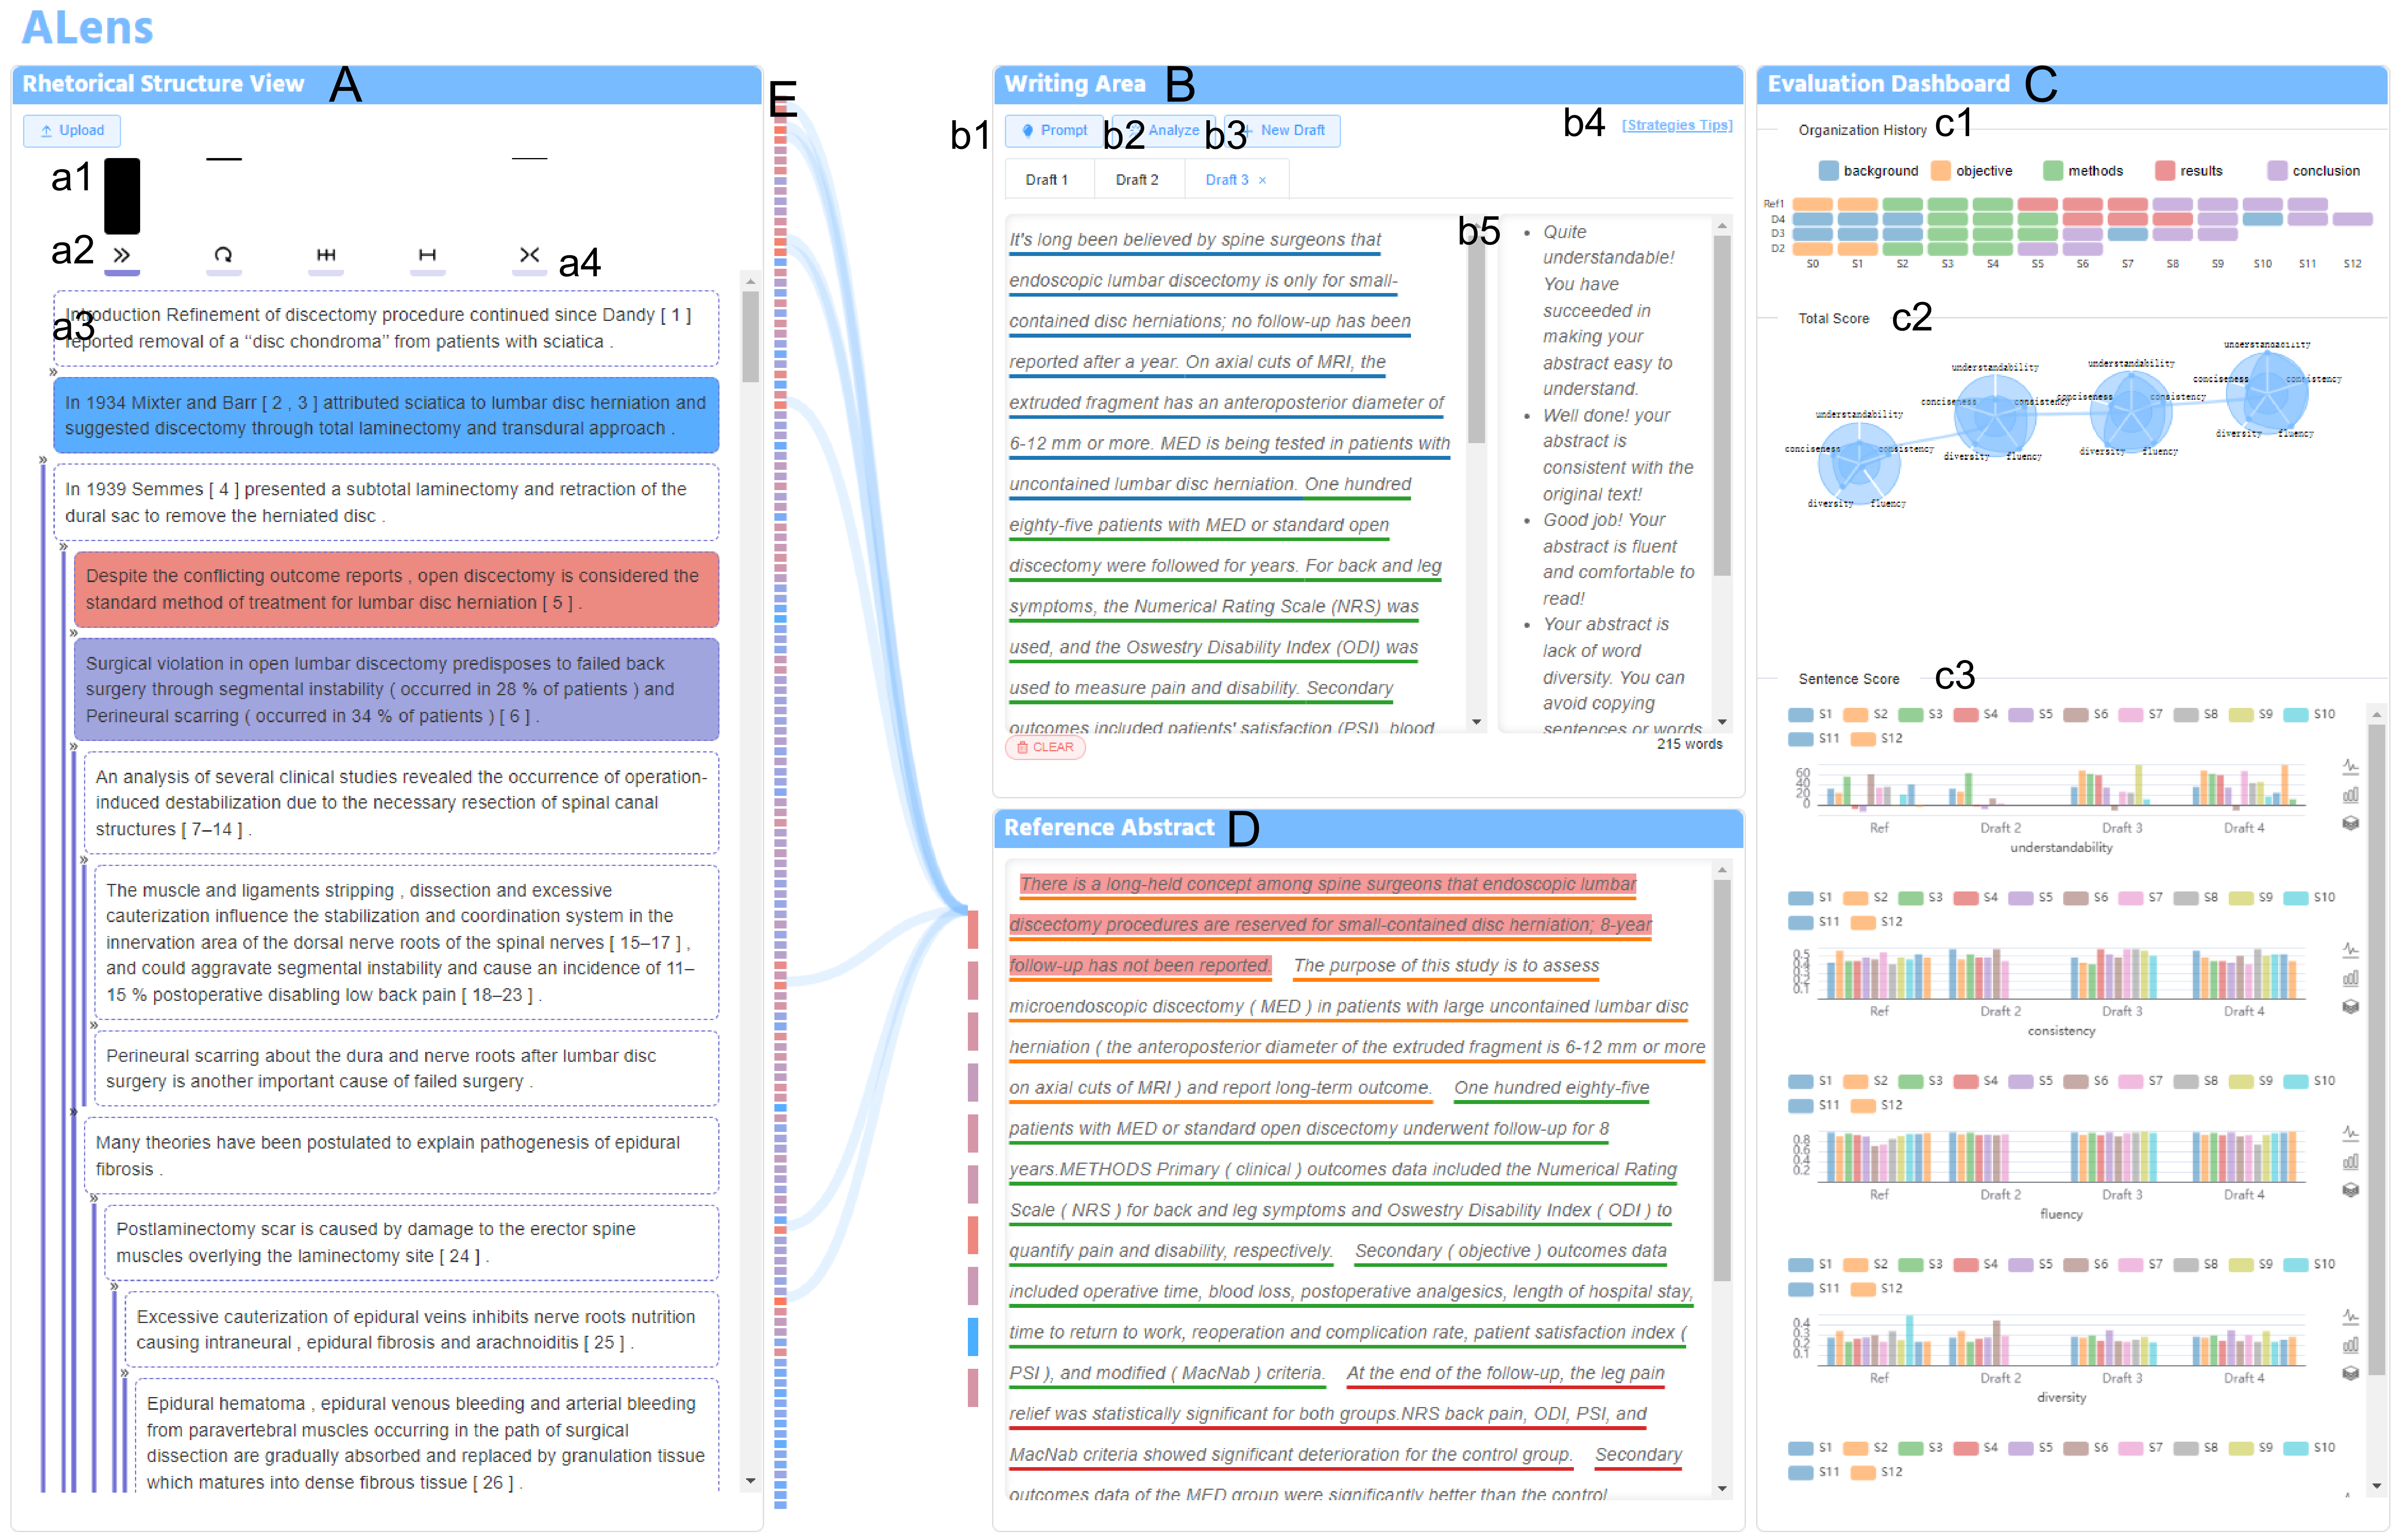 ALens
Rhetorical Structure View A
Upload
a1
a2
a4
a3
Introduction Refinement of discectomy procedure continued since Dandy [ 1 ]
reported removal of a “disc chondroma” from patients with sciatica .
In 1934 Mixter and Barr [ 2 , 3 ] attributed sciatica to lumbar disc herniation and
suggested discectomy through total laminectomy and transdural approach .
In 1939 Semmes [ 4 ] presented a subtotal laminectomy and retraction of the
dural sac to remove the herniated disc .
Despite the conflicting outcome reports , open discectomy is considered the
standard method of treatment for lumbar disc herniation [ 5 ] .
Surgical violation in open lumbar discectomy predisposes to failed back
surgery through segmental instability ( occurred in 28 % of patients ) and
Perineural scarring ( occurred in 34 % of patients ) [ 6 ] .
An analysis of several clinical studies revealed the occurrence of operation-
induced destabilization due to the necessary resection of spinal canal
structures [ 7–14 ] .
The muscle and ligaments stripping , dissection and excessive
cauterization influence the stabilization and coordination system in the
innervation area of the dorsal nerve roots of the spinal nerves [ 15–17 ] ,
and could aggravate segmental instability and cause an incidence of 11–
15 % postoperative disabling low back pain [ 18–23 ] .
Perineural scarring about the dura and nerve roots after lumbar disc
surgery is another important cause of failed surgery .
Many theories have been postulated to explain pathogenesis of epidural
fibrosis .
Postlaminectomy scar is caused by damage to the erector spine
muscles overlying the laminectomy site [ 24 ] .
Excessive cauterization of epidural veins inhibits nerve roots nutrition
causing intraneural , epidural fibrosis and arachnoiditis [ 25 ] .
Epidural hematoma , epidural venous bleeding and arterial bleeding
from paravertebral muscles occurring in the path of surgical
dissection are gradually absorbed and replaced by granulation tissue
which matures into dense fibrous tissue [ 26 ] .
E
Writing Area B
b1 Prompt b2 Analyze b3 + New Draft b4 [Strategies Tips]
Draft 1 Draft 2 Draft 3 ×
b5
It's long been believed by spine surgeons that
endoscopic lumbar discectomy is only for small-
contained disc herniations; no follow-up has been
reported after a year. On axial cuts of MRI, the
extruded fragment has an anteroposterior diameter of
6-12 mm or more. MED is being tested in patients with
uncontained lumbar disc herniation. One hundred
eighty-five patients with MED or standard open
discectomy were followed for years. For back and leg
symptoms, the Numerical Rating Scale (NRS) was
used, and the Oswestry Disability Index (ODI) was
used to measure pain and disability. Secondary
outcomes included patients' satisfaction (PSI), blood
• Quite
understandable!
You have
succeeded in
making your
abstract easy to
understand.
• Well done! your
abstract is
consistent with the
original text!
• Good job! Your
abstract is fluent
and comfortable to
read!
• Your abstract is
lack of word
diversity. You can
avoid copying
sentences or words
CLEAR
215 words
Reference Abstract D
There is a long-held concept among spine surgeons that endoscopic lumbar
discectomy procedures are reserved for small-contained disc herniation; 8-year
follow-up has not been reported. The purpose of this study is to assess
microendoscopic discectomy ( MED ) in patients with large uncontained lumbar disc
herniation ( the anteroposterior diameter of the extruded fragment is 6-12 mm or more
on axial cuts of MRI ) and report long-term outcome. One hundred eighty-five
patients with MED or standard open discectomy underwent follow-up for 8
years.METHODS Primary ( clinical ) outcomes data included the Numerical Rating
Scale ( NRS ) for back and leg symptoms and Oswestry Disability Index ( ODI ) to
quantify pain and disability, respectively. Secondary ( objective ) outcomes data
included operative time, blood loss, postoperative analgesics, length of hospital stay,
time to return to work, reoperation and complication rate, patient satisfaction index (
PSI ), and modified ( MacNab ) criteria. At the end of the follow-up, the leg pain
relief was statistically significant for both groups.NRS back pain, ODI, PSI, and
MacNab criteria showed significant deterioration for the control group. Secondary
outcomes data of the MED group were significantly better than the control
Evaluation Dashboard C
Organization History c1
background objective methods results conclusion
Ref1
D4
D3
D2
S0 S1 S2 S3 S4 S5 S6 S7 S8 S9 S10 S11 S12
Total Score c2
understandability
conciseness consistency
diversity fluency
understandability
conciseness consistency
diversity fluency
understandability
conciseness consistency
diversity fluency
understandability
conciseness consistency
diversity fluency
Sentence Score c3
S1 S2 S3 S4 S5 S6 S7 S8 S9 S10
S11 S12
60
40
20
0
Ref Draft 2 Draft 3 Draft 4
understandability
S1 S2 S3 S4 S5 S6 S7 S8 S9 S10
S11 S12
0.5
0.4
0.3
0.2
0.1
Ref Draft 2 Draft 3 Draft 4
consistency
S1 S2 S3 S4 S5 S6 S7 S8 S9 S10
S11 S12
0.8
0.6
0.4
0.2
Ref Draft 2 Draft 3 Draft 4
fluency
S1 S2 S3 S4 S5 S6 S7 S8 S9 S10
S11 S12
0.4
0.3
0.2
0.1
Ref Draft 2 Draft 3 Draft 4
diversity
S1 S2 S3 S4 S5 S6 S7 S8 S9 S10
S11 S12